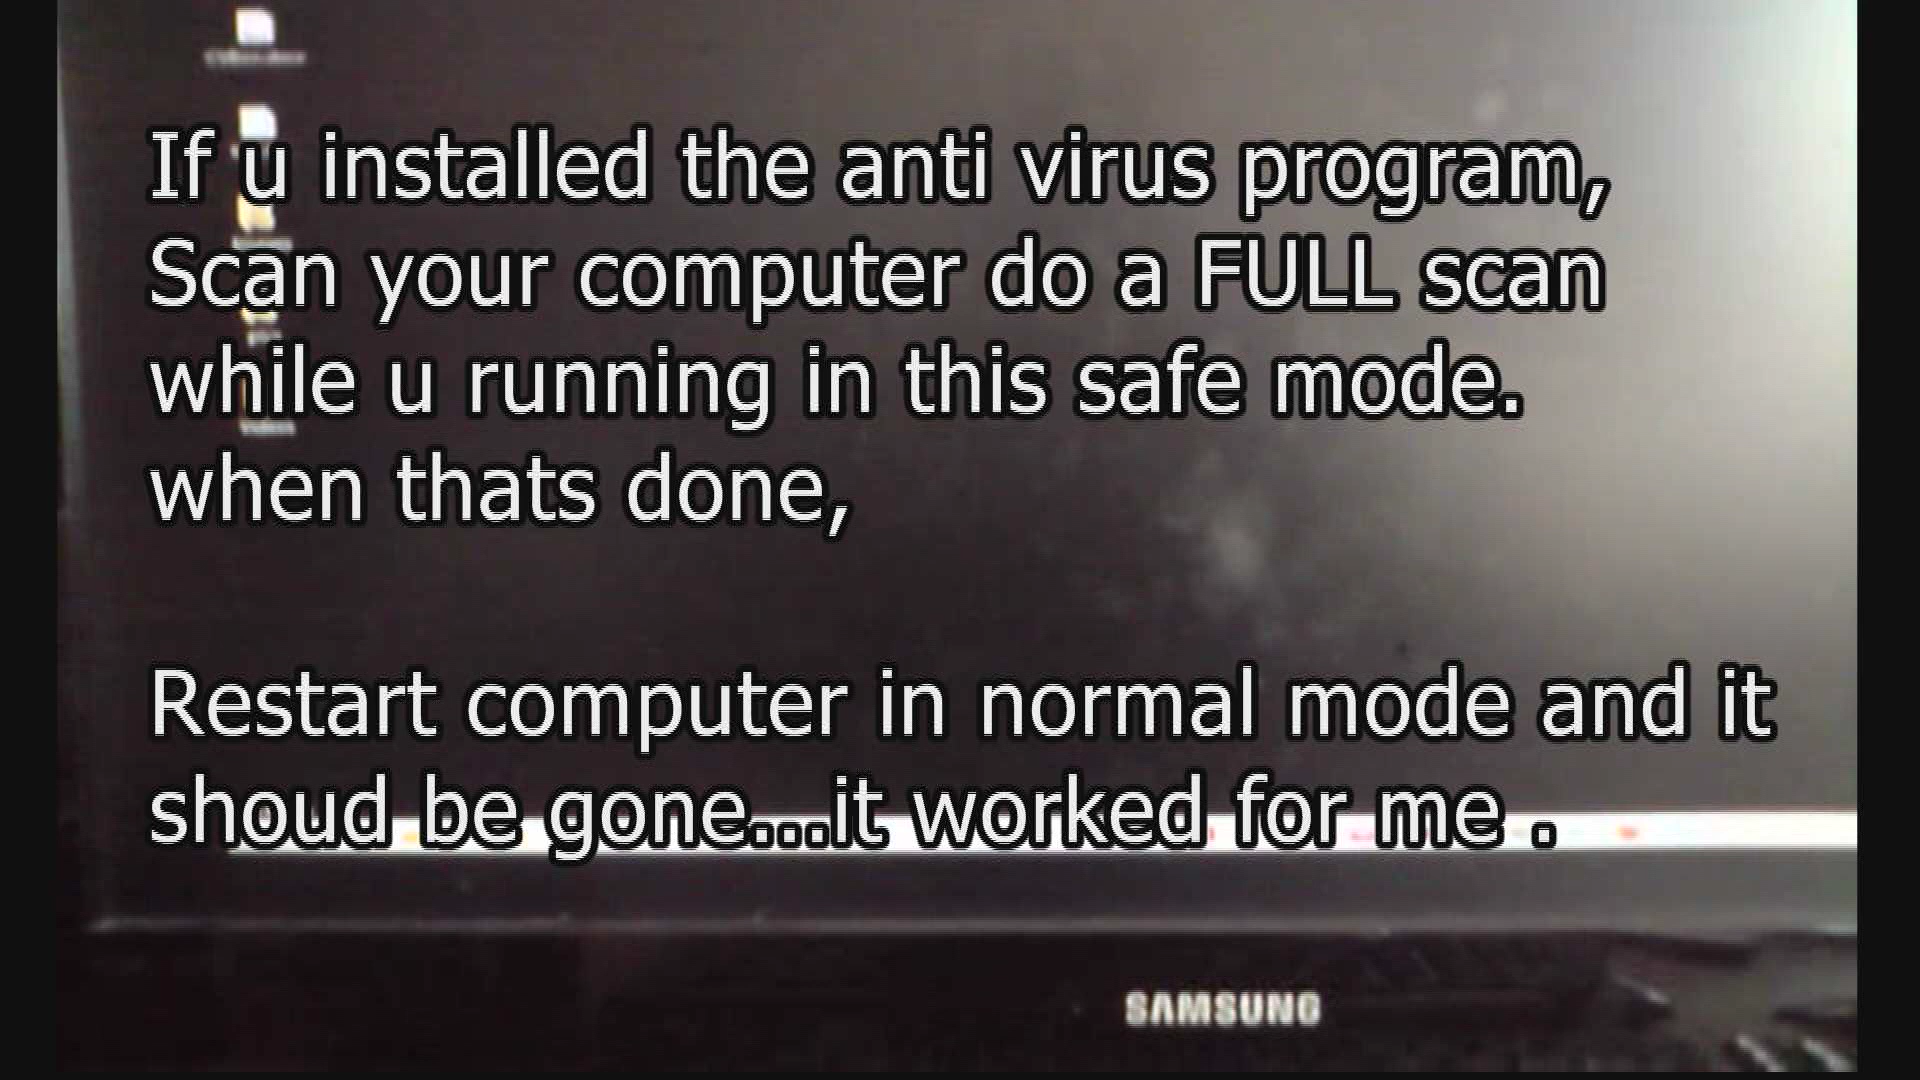 If u installed the anti virus program,
Scan your computer do a FULL scan
while u running in this safe mode.
when thats done,
Restart computer in normal mode and it
shoud be gone...it worked for me .
SAMSUNG